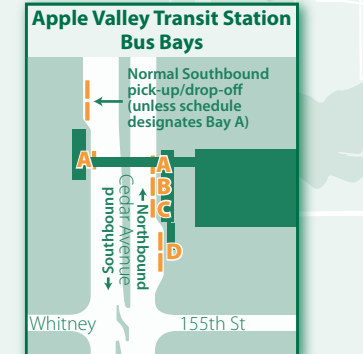 Apple Valley Transit Station
Bus Bays
Normal Southbound
pick-up/drop-off
(unless schedule
designates Bay A)
A
A
B
C
D
← Southbound
Cedar Avenue
→ Northbound
Whitney
155th St